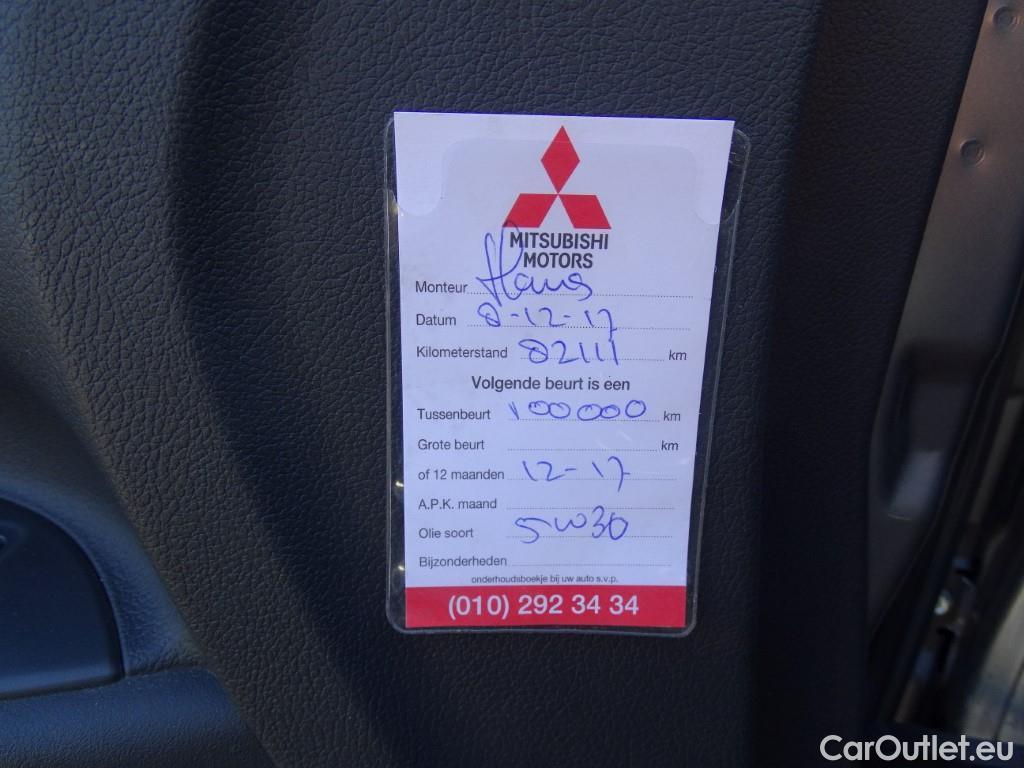 MITSUBISHI
MOTORS
Monteur Hans
Datum 8-12-17
Kilometerstand 82111 km
Volgende beurt is een
Tussenbeurt 100000 km
Grote beurt km
of 12 maanden 12-17
A.P.K. maand
Olie soort 5W30
Bijzonderheden
onderhoudsboekje bij uw auto s.v.p.
(010) 292 34 34
CarOutlet.eu